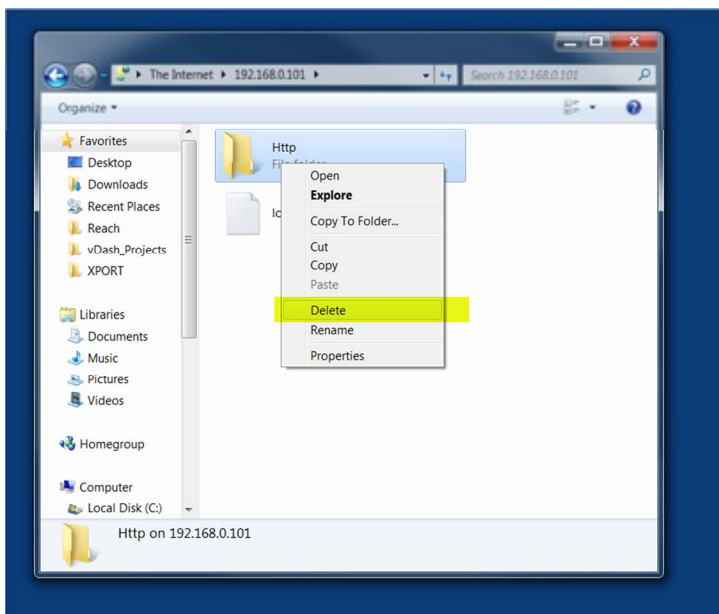 The Internet 192.168.0.101
Search 192.168.0.101
Organize
Favorites
Desktop
Downloads
Recent Places
Reach
vDash_Projects
XPORT
Libraries
Documents
Music
Pictures
Videos
Homegroup
Computer
Local Disk (C:)
Http
File folder
Open
Explore
Copy To Folder...
Cut
Copy
Paste
Delete
Rename
Properties
Http on 192.168.0.101